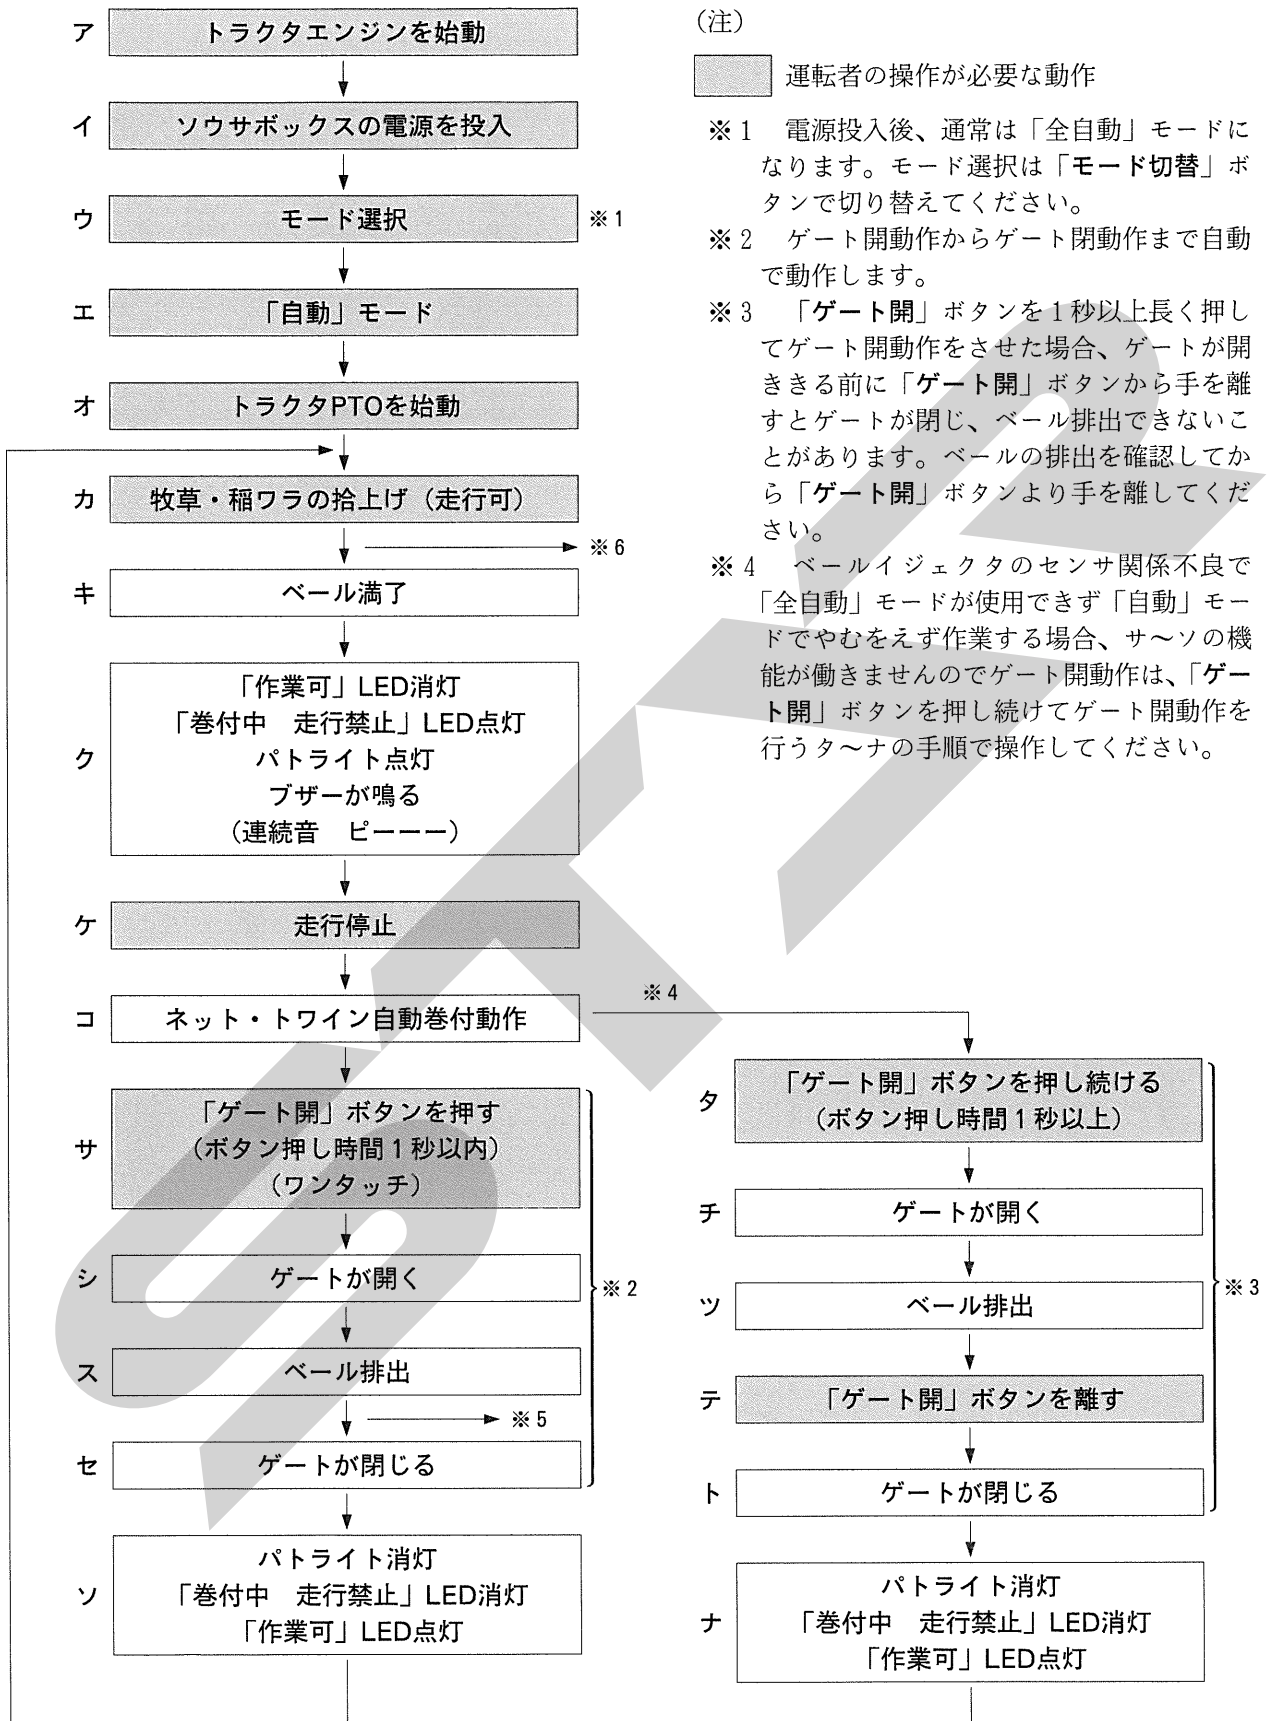 ア トラクタエンジンを始動
イ ソウサボックスの電源を投入
ウ モード選択 ※1
エ 「自動」モード
オ トラクタPTOを始動
カ 牧草・稲ワラの拾上げ（走行可）
※6
キ ベール満了
ク
「作業可」LED消灯
「巻付中　走行禁止」LED点灯
パトライト点灯
ブザーが鳴る
（連続音　ピーーー）
ケ 走行停止
コ ネット・トワイン自動巻付動作
※4
サ
「ゲート開」ボタンを押す
（ボタン押し時間1秒以内）
（ワンタッチ）
シ ゲートが開く
※2
ス ベール排出
※5
セ ゲートが閉じる
ソ
パトライト消灯
「巻付中　走行禁止」LED消灯
「作業可」LED点灯
（注）
運転者の操作が必要な動作
※1　電源投入後、通常は「全自動」モードに
なります。モード選択は「モード切替」ボ
タンで切り替えてください。
※2　ゲート開動作からゲート閉動作まで自動
で動作します。
※3　「ゲート開」ボタンを1秒以上長く押し
てゲート開動作をさせた場合、ゲートが開
ききる前に「ゲート開」ボタンから手を離
すとゲートが閉じ、ベール排出できないこ
とがあります。ベールの排出を確認してか
ら「ゲート開」ボタンより手を離してくだ
さい。
※4　ベールイジェクタのセンサ関係不良で
「全自動」モードが使用できず「自動」モー
ドでやむをえず作業する場合、サ～ソの機
能が働きませんのでゲート開動作は、「ゲー
ト開」ボタンを押し続けてゲート開動作を
行うタ～ナの手順で操作してください。
タ
「ゲート開」ボタンを押し続ける
（ボタン押し時間1秒以上）
チ ゲートが開く
※3
ツ ベール排出
テ 「ゲート開」ボタンを離す
ト ゲートが閉じる
ナ
パトライト消灯
「巻付中　走行禁止」LED消灯
「作業可」LED点灯
STAR